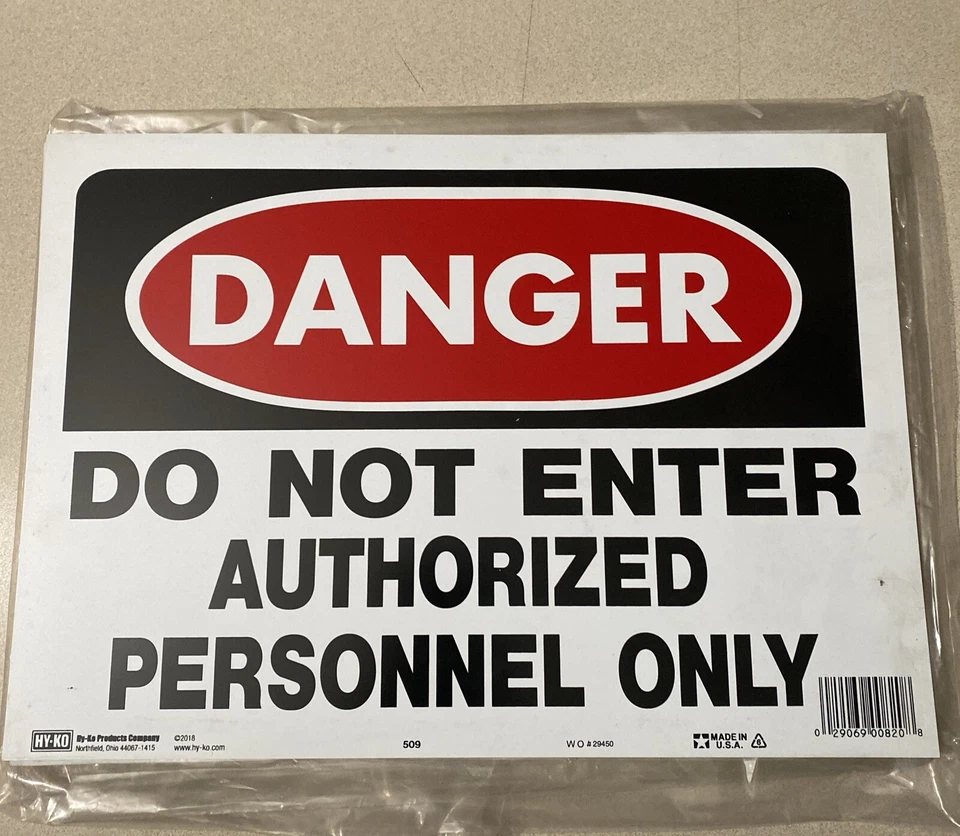 DANGER
DO NOT ENTER
AUTHORIZED
PERSONNEL ONLY
HY-KO
Hy-Ko Products Company
Northfield, Ohio 44067-1415
©2018
www.hy-ko.com
509
W O # 29450
MADE IN
U.S.A.
0 29069 00820 8